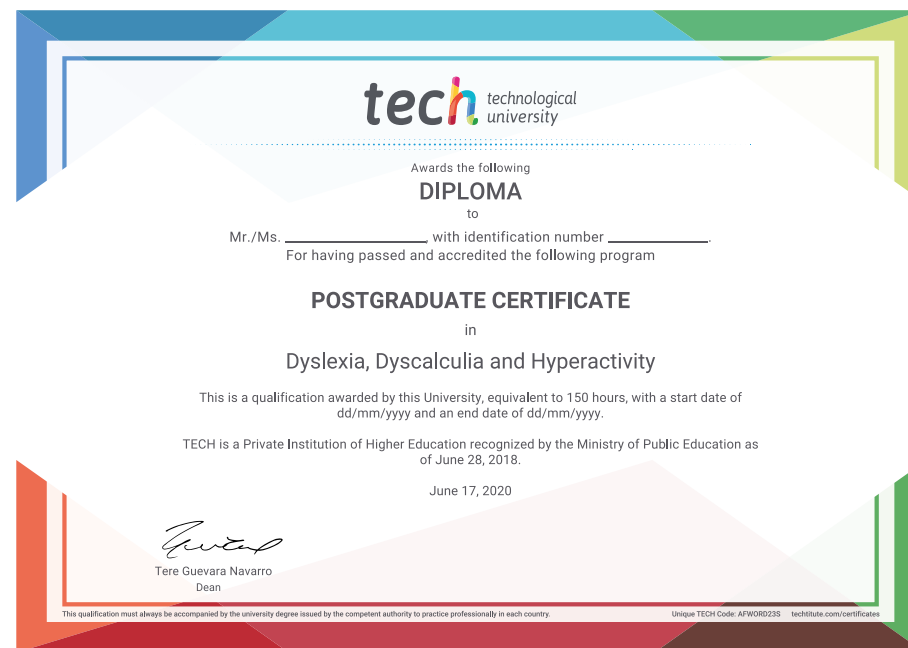 tech technological
university
Awards the following
DIPLOMA
to
Mr./Ms. ____________, with identification number ____________.
For having passed and accredited the following program
POSTGRADUATE CERTIFICATE
in
Dyslexia, Dyscalculia and Hyperactivity
This is a qualification awarded by this University, equivalent to 150 hours, with a start date of
dd/mm/yyyy and an end date of dd/mm/yyyy.
TECH is a Private Institution of Higher Education recognized by the Ministry of Public Education as
of June 28, 2018.
June 17, 2020
Tere Guevara Navarro
Dean
This qualification must always be accompanied by the university degree issued by the competent authority to practice professionally in each country. Unique TECH Code: AFWORD23S techtitute.com/certificates